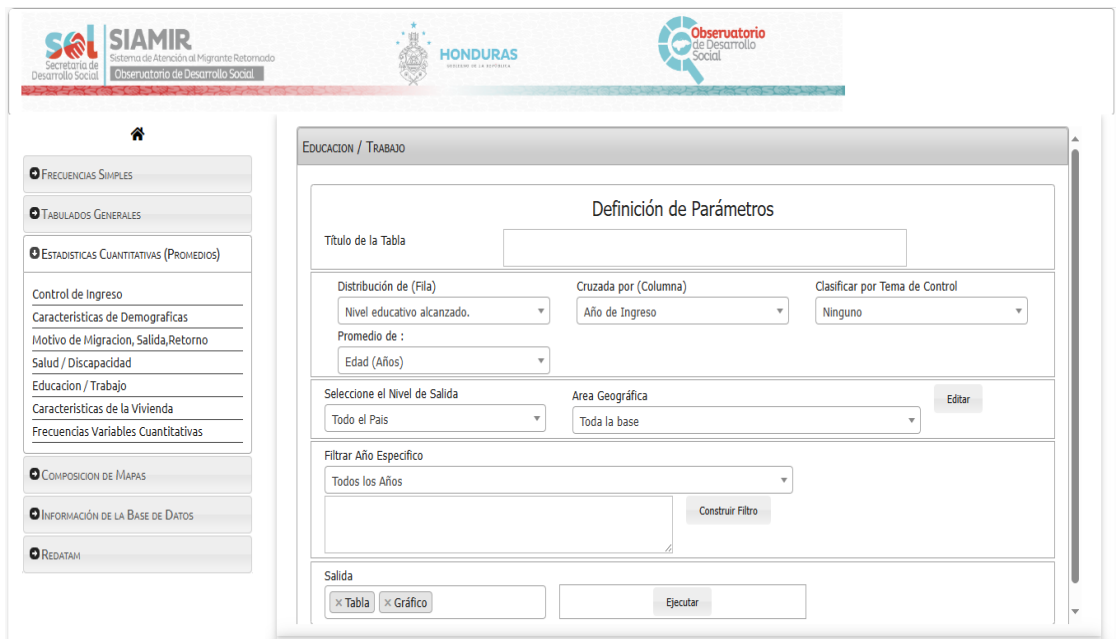 sol
Secretaría de
Desarrollo Social
SIAMIR
Sistema de Atención al Migrante Retornado
Observatorio de Desarrollo Social
HONDURAS
GOBIERNO DE LA REPÚBLICA
Observatorio
de Desarrollo
Social
FRECUENCIAS SIMPLES
TABULADOS GENERALES
ESTADISTICAS CUANTITATIVAS (PROMEDIOS)
Control de Ingreso
Caracteristicas de Demograficas
Motivo de Migracion, Salida,Retorno
Salud / Discapacidad
Educacion / Trabajo
Caracteristicas de la Vivienda
Frecuencias Variables Cuantitativas
COMPOSICION DE MAPAS
INFORMACIÓN DE LA BASE DE DATOS
REDATAM
EDUCACION / TRABAJO
Definición de Parámetros
Título de la Tabla
Distribución de (Fila)
Cruzada por (Columna)
Clasificar por Tema de Control
Nivel educativo alcanzado.
Año de Ingreso
Ninguno
Promedio de :
Edad (Años)
Seleccione el Nivel de Salida
Area Geográfica
Editar
Todo el Pais
Toda la base
Filtrar Año Especifico
Todos los Años
Construir Filtro
Salida
× Tabla × Gráfico
Ejecutar